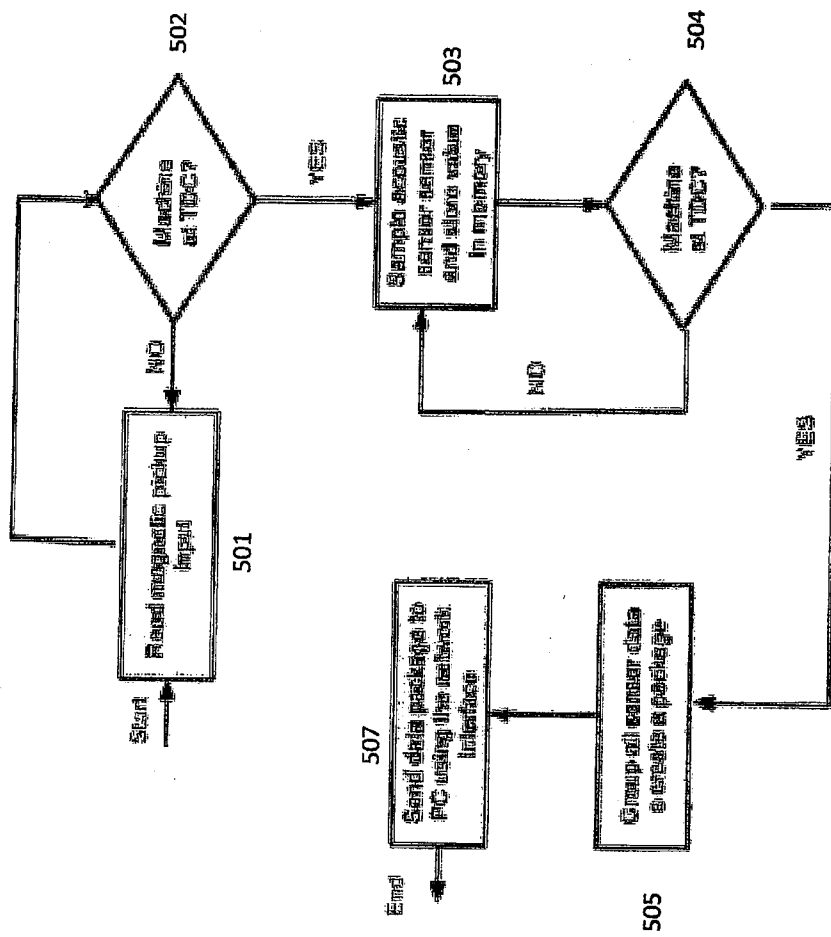 Start
Read magnetic pickup
input
501
502
Machine
at TDC?
NO
YES
503
Sample acoustic
sensor sensor
and store value
in memory
504
Machine
at TDC?
NO
YES
505
Group all sensor data
a create a package
507
Send data package to
PC using the network
interface
End